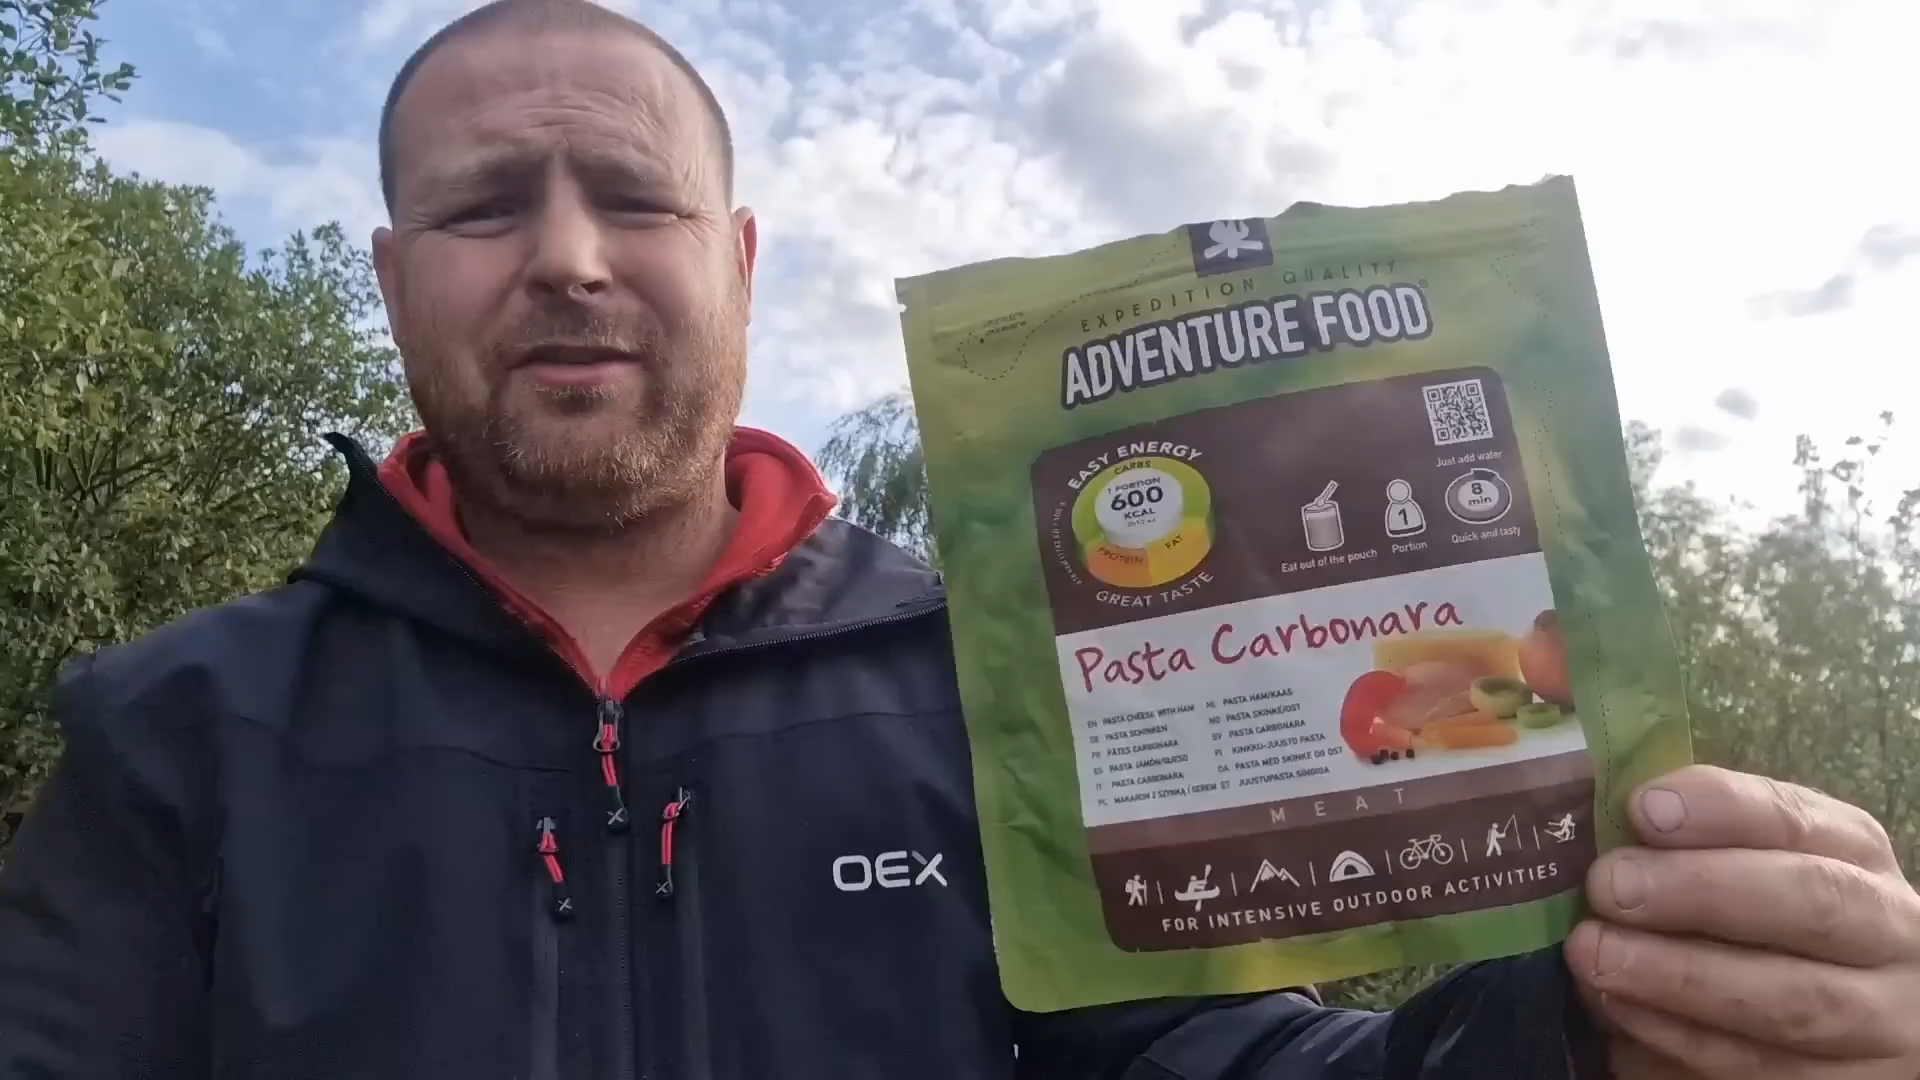 EXPEDITION QUALITY
ADVENTURE FOOD®
EASY ENERGY
CARBS
1 PORTION
600
KCAL
PROTEIN
FAT
GREAT TASTE
Just add water
8
min
1
Eat out of the pouch
Portion
Quick and tasty
Pasta Carbonara
EN PASTA CHEESE WITH HAM
DE PASTA SCHINKEN
FR PÂTES CARBONARA
ES PASTA JAMÓN/QUESO
IT PASTA CARBONARA
PL MAKARON Z SZYNKĄ I SEREM
NL PASTA HAM/KAAS
NO PASTA SKINKE/OST
SV PASTA CARBONARA
FI KINKKU-JUUSTO PASTA
DA PASTA MED SKINKE OG OST
ET JUUSTUPASTA SINGIGA
MEAT
FOR INTENSIVE OUTDOOR ACTIVITIES
OEX